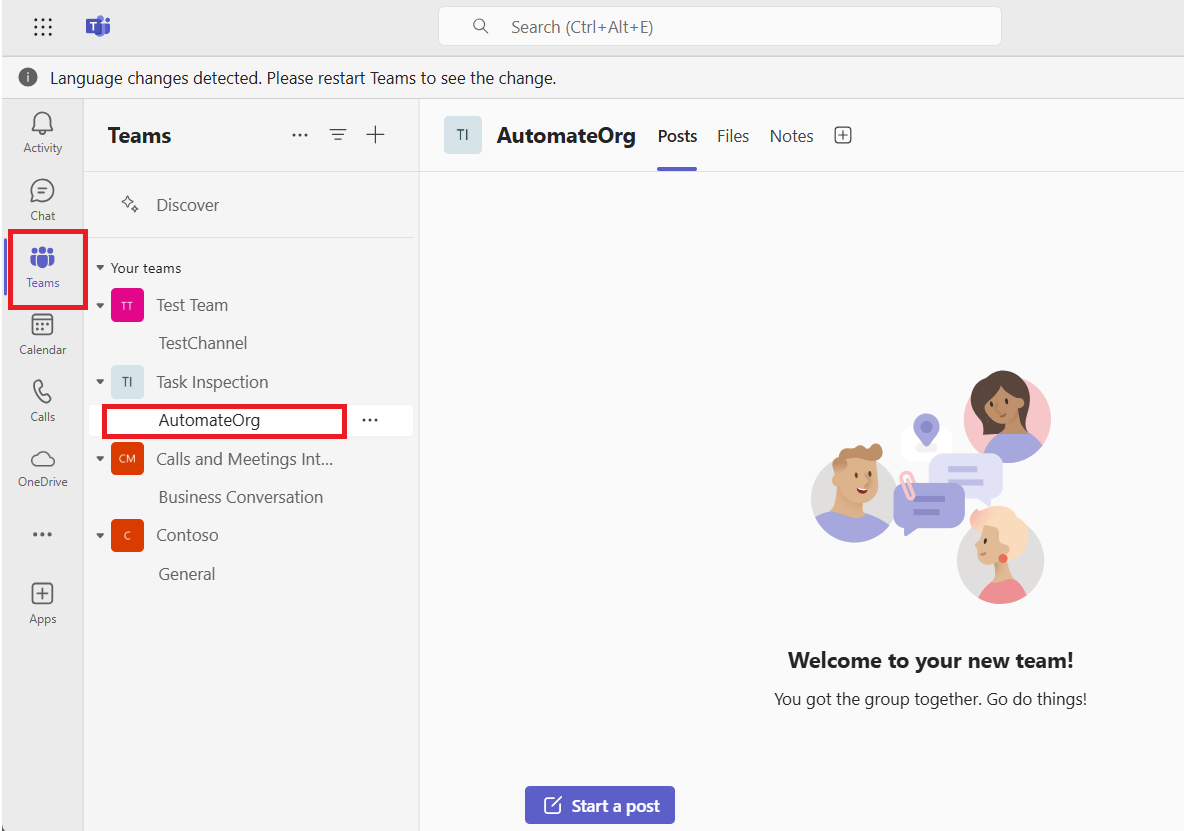 Search (Ctrl+Alt+E)
Language changes detected. Please restart Teams to see the change.
Activity
Chat
Teams
Calendar
Calls
OneDrive
Apps
Teams
Discover
Your teams
TT Test Team
TestChannel
TI Task Inspection
AutomateOrg
CM Calls and Meetings Int...
Business Conversation
C Contoso
General
TI AutomateOrg Posts Files Notes
Welcome to your new team!
You got the group together. Go do things!
Start a post